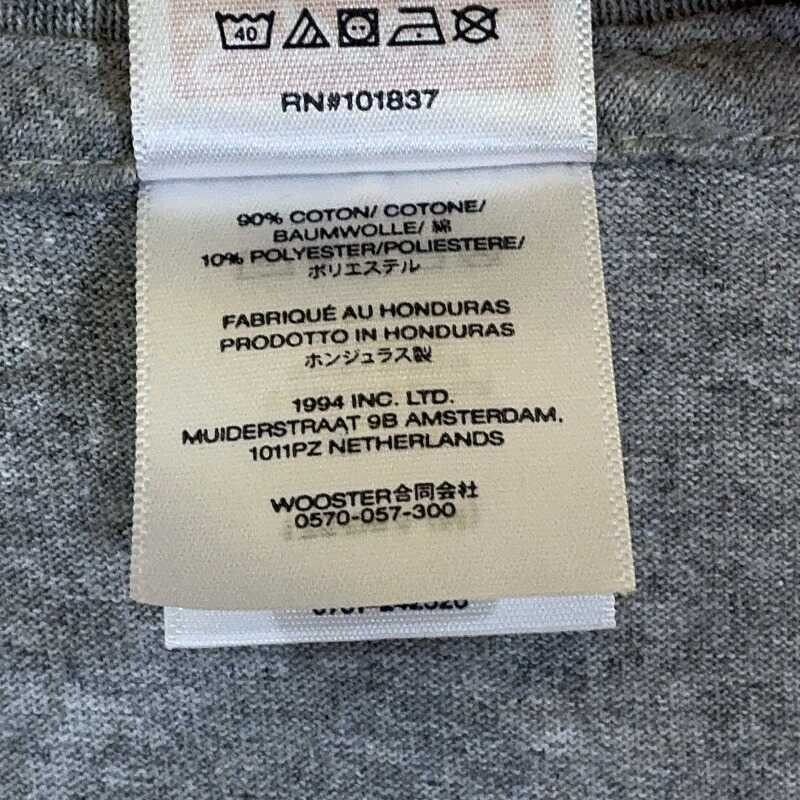 40
RN#101837
90% COTON/ COTONE/
BAUMWOLLE/ 綿
10% POLYESTER/POLIESTERE/
ポリエステル
FABRIQUÉ AU HONDURAS
PRODOTTO IN HONDURAS
ホンジュラス製
1994 INC. LTD.
MUIDERSTRAAT 9B AMSTERDAM.
1011PZ NETHERLANDS
WOOSTER合同会社
0570-057-300